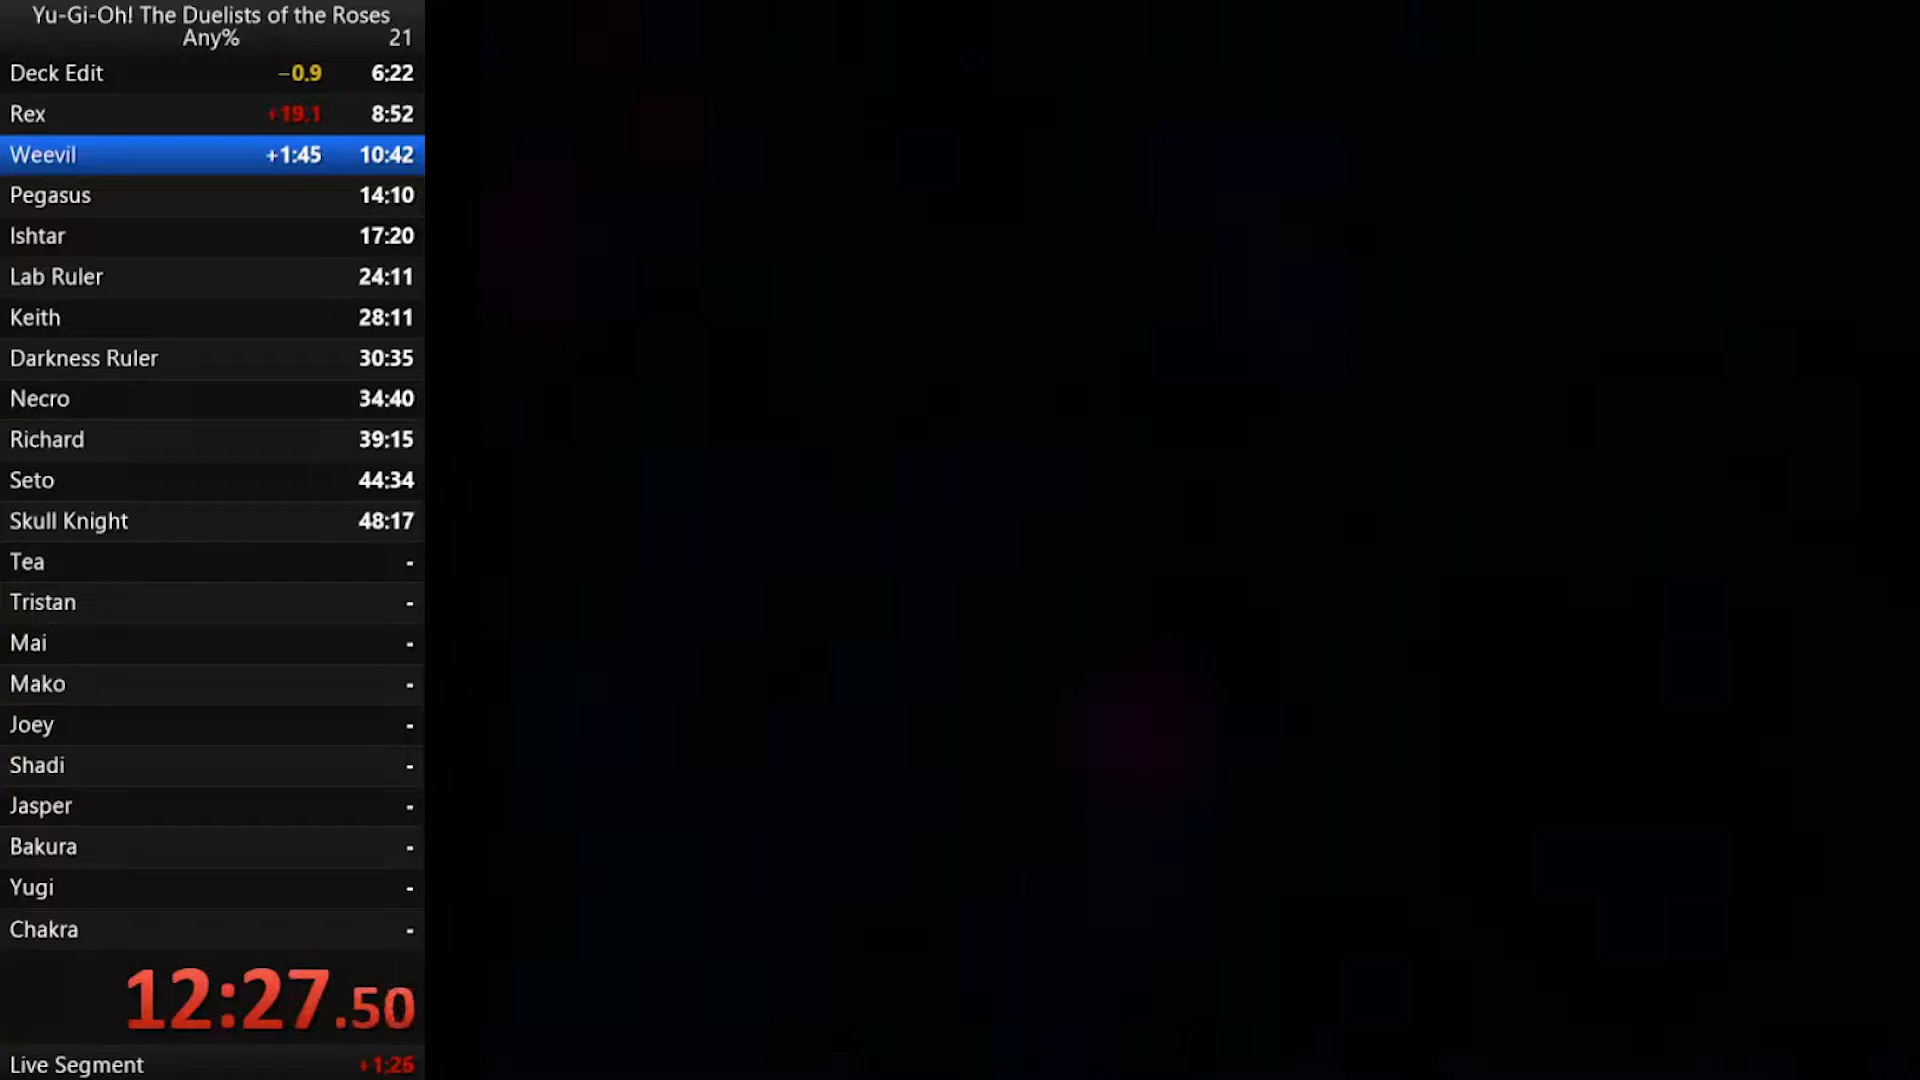 Yu-Gi-Oh! The Duelists of the Roses
Any% 21
Deck Edit −0.9 6:22
Rex +19.1 8:52
Weevil +1:45 10:42
Pegasus 14:10
Ishtar 17:20
Lab Ruler 24:11
Keith 28:11
Darkness Ruler 30:35
Necro 34:40
Richard 39:15
Seto 44:34
Skull Knight 48:17
Tea -
Tristan -
Mai -
Mako -
Joey -
Shadi -
Jasper -
Bakura -
Yugi -
Chakra -
12:27.50
Live Segment +1:26